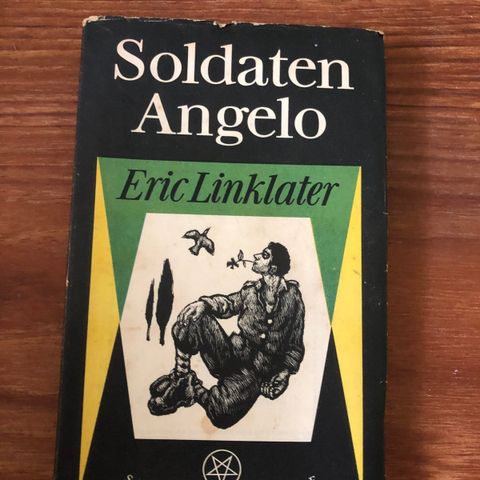 Soldaten
Angelo
Eric Linklater